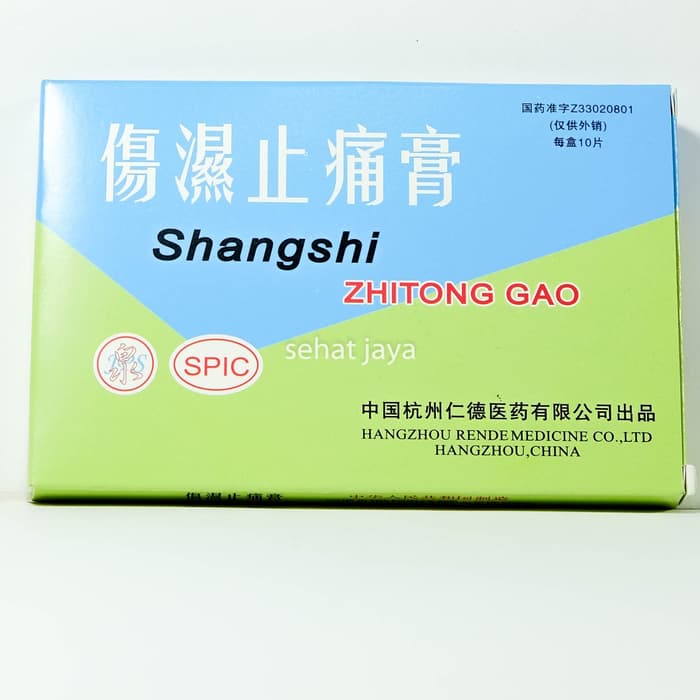 国药准字Z33020801
(仅供外销)
每盒10片
傷濕止痛膏
Shangshi
ZHITONG GAO
sehat jaya
SPIC
中国杭州仁德医药有限公司出品
HANGZHOU RENDE MEDICINE CO.,LTD
HANGZHOU,CHINA
傷濕止痛膏